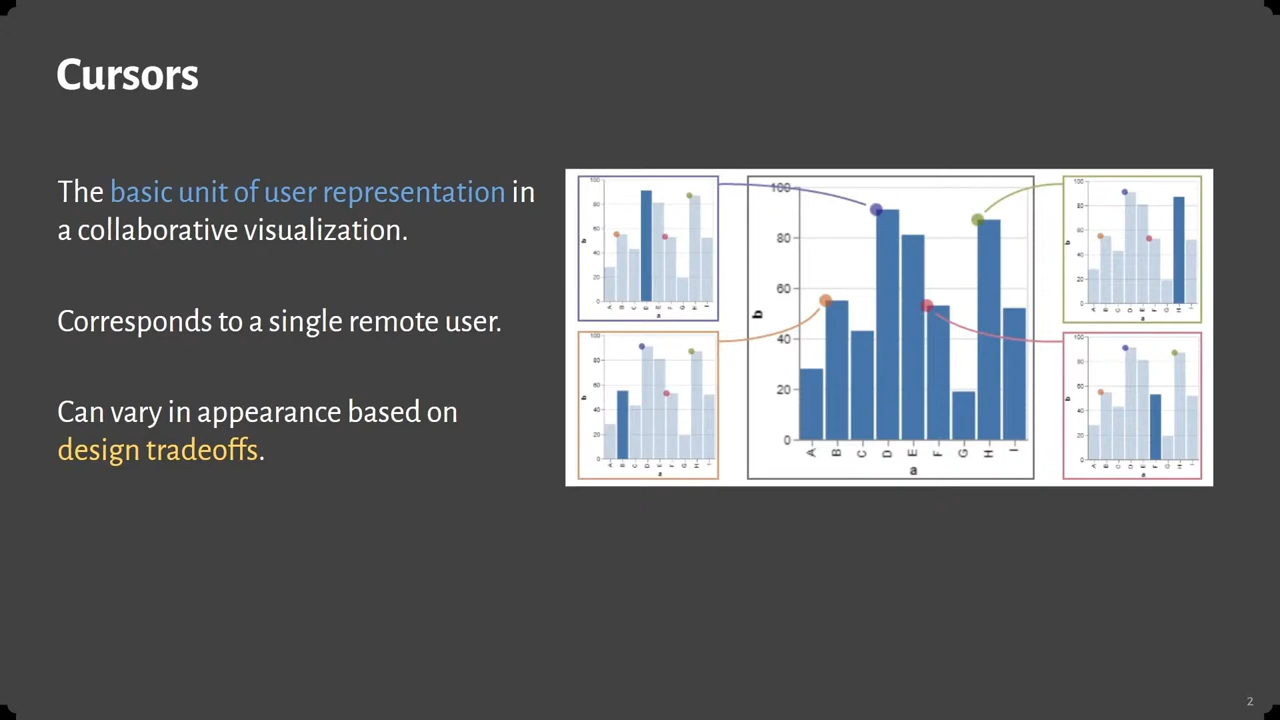 Cursors
The basic unit of user representation in
a collaborative visualization.
Corresponds to a single remote user.
Can vary in appearance based on
design tradeoffs.
100
80
60
40
20
0
b
A B C D E F G H I
a
2